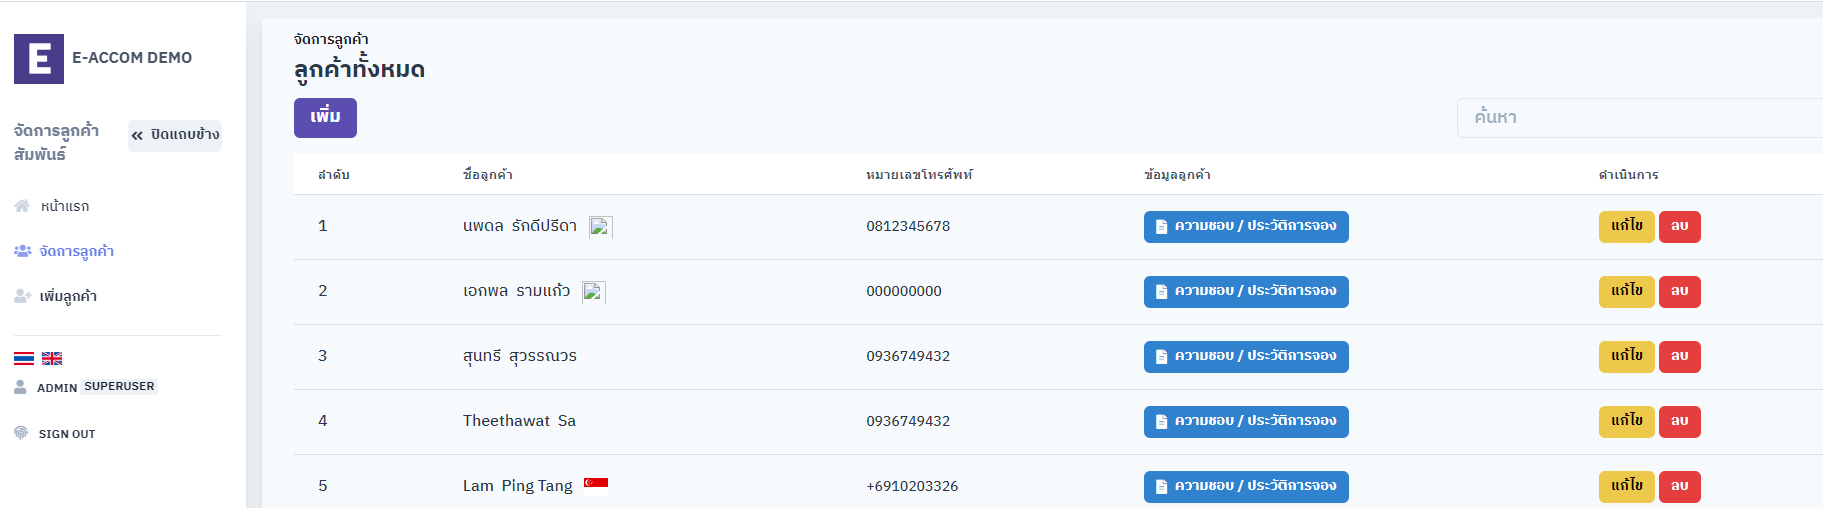 E E-ACCOM DEMO
จัดการลูกค้า
สัมพันธ์
ปิดแถบข้าง
หน้าแรก
จัดการลูกค้า
เพิ่มลูกค้า
ADMIN SUPERUSER
SIGN OUT
จัดการลูกค้า
ลูกค้าทั้งหมด
เพิ่ม
ค้นหา
ลำดับ ชื่อลูกค้า หมายเลขโทรศัพท์ ข้อมูลลูกค้า ดำเนินการ
1 นพดล รักดีปรีดา 0812345678 ความชอบ / ประวัติการจอง แก้ไข ลบ
2 เอกพล รามแก้ว 000000000 ความชอบ / ประวัติการจอง แก้ไข ลบ
3 สุนทรี สุวรรณวร 0936749432 ความชอบ / ประวัติการจอง แก้ไข ลบ
4 Theethawat Sa 0936749432 ความชอบ / ประวัติการจอง แก้ไข ลบ
5 Lam Ping Tang +6910203326 ความชอบ / ประวัติการจอง แก้ไข ลบ